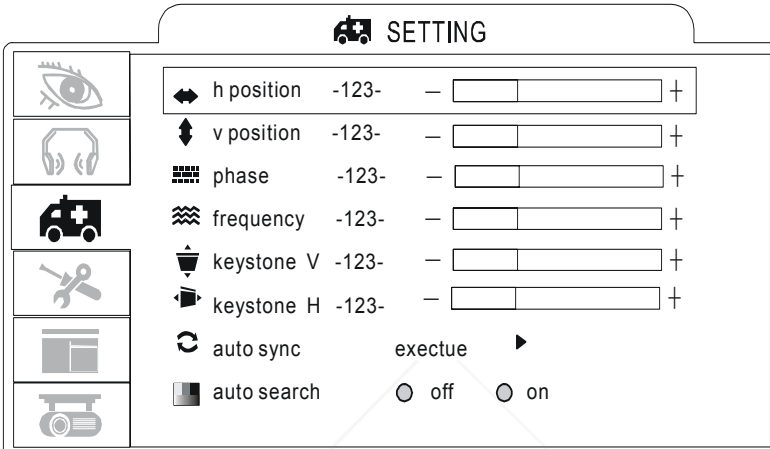 SETTING
h position -123- — +
v position -123- — +
phase -123- — +
frequency -123- — +
keystone V -123- — +
keystone H -123- — +
auto sync exectue
auto search off on